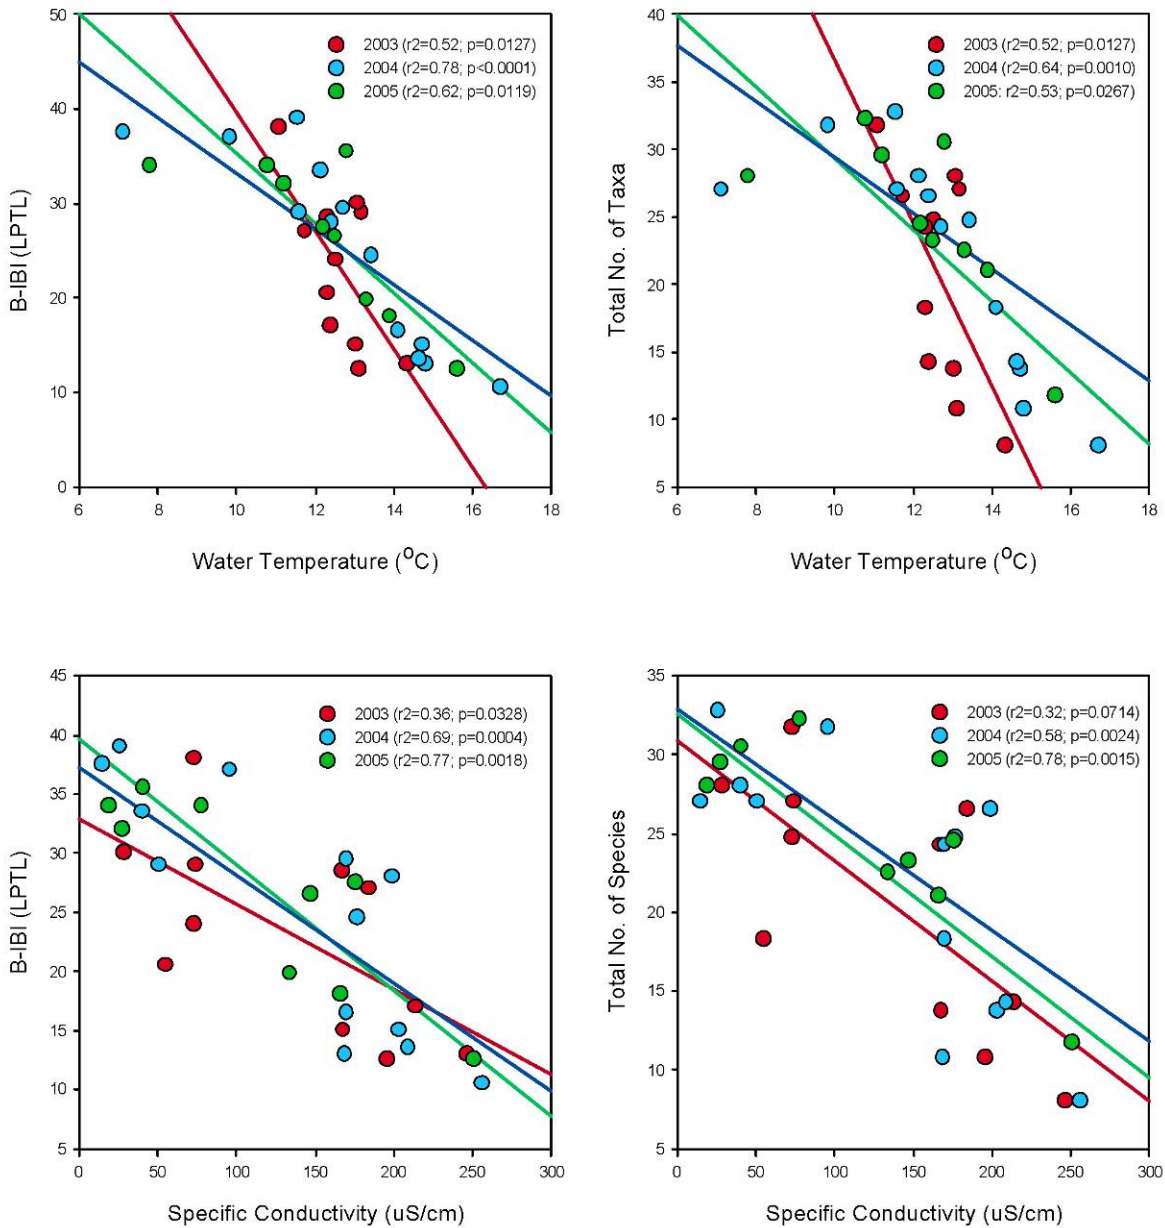 50
40
30
20
10
0
B-IBI (LPTL)
2003 (r2=0.52; p=0.0127)
2004 (r2=0.78; p<0.0001)
2005 (r2=0.62; p=0.0119)
6 8 10 12 14 16 18
Water Temperature (°C)
40
35
30
25
20
15
10
5
Total No. of Taxa
2003 (r2=0.52; p=0.0127)
2004 (r2=0.64; p=0.0010)
2005: r2=0.53; p=0.0267)
6 8 10 12 14 16 18
Water Temperature (°C)
45
40
35
30
25
20
15
10
5
B-IBI (LPTL)
2003 (r2=0.36; p=0.0328)
2004 (r2=0.69; p=0.0004)
2005 (r2=0.77; p=0.0018)
0 50 100 150 200 250 300
Specific Conductivity (uS/cm)
35
30
25
20
15
10
5
Total No. of Species
2003 (r2=0.32; p=0.0714)
2004 (r2=0.58; p=0.0024)
2005 (r2=0.78; p=0.0015)
0 50 100 150 200 250 300
Specific Conductivity (uS/cm)